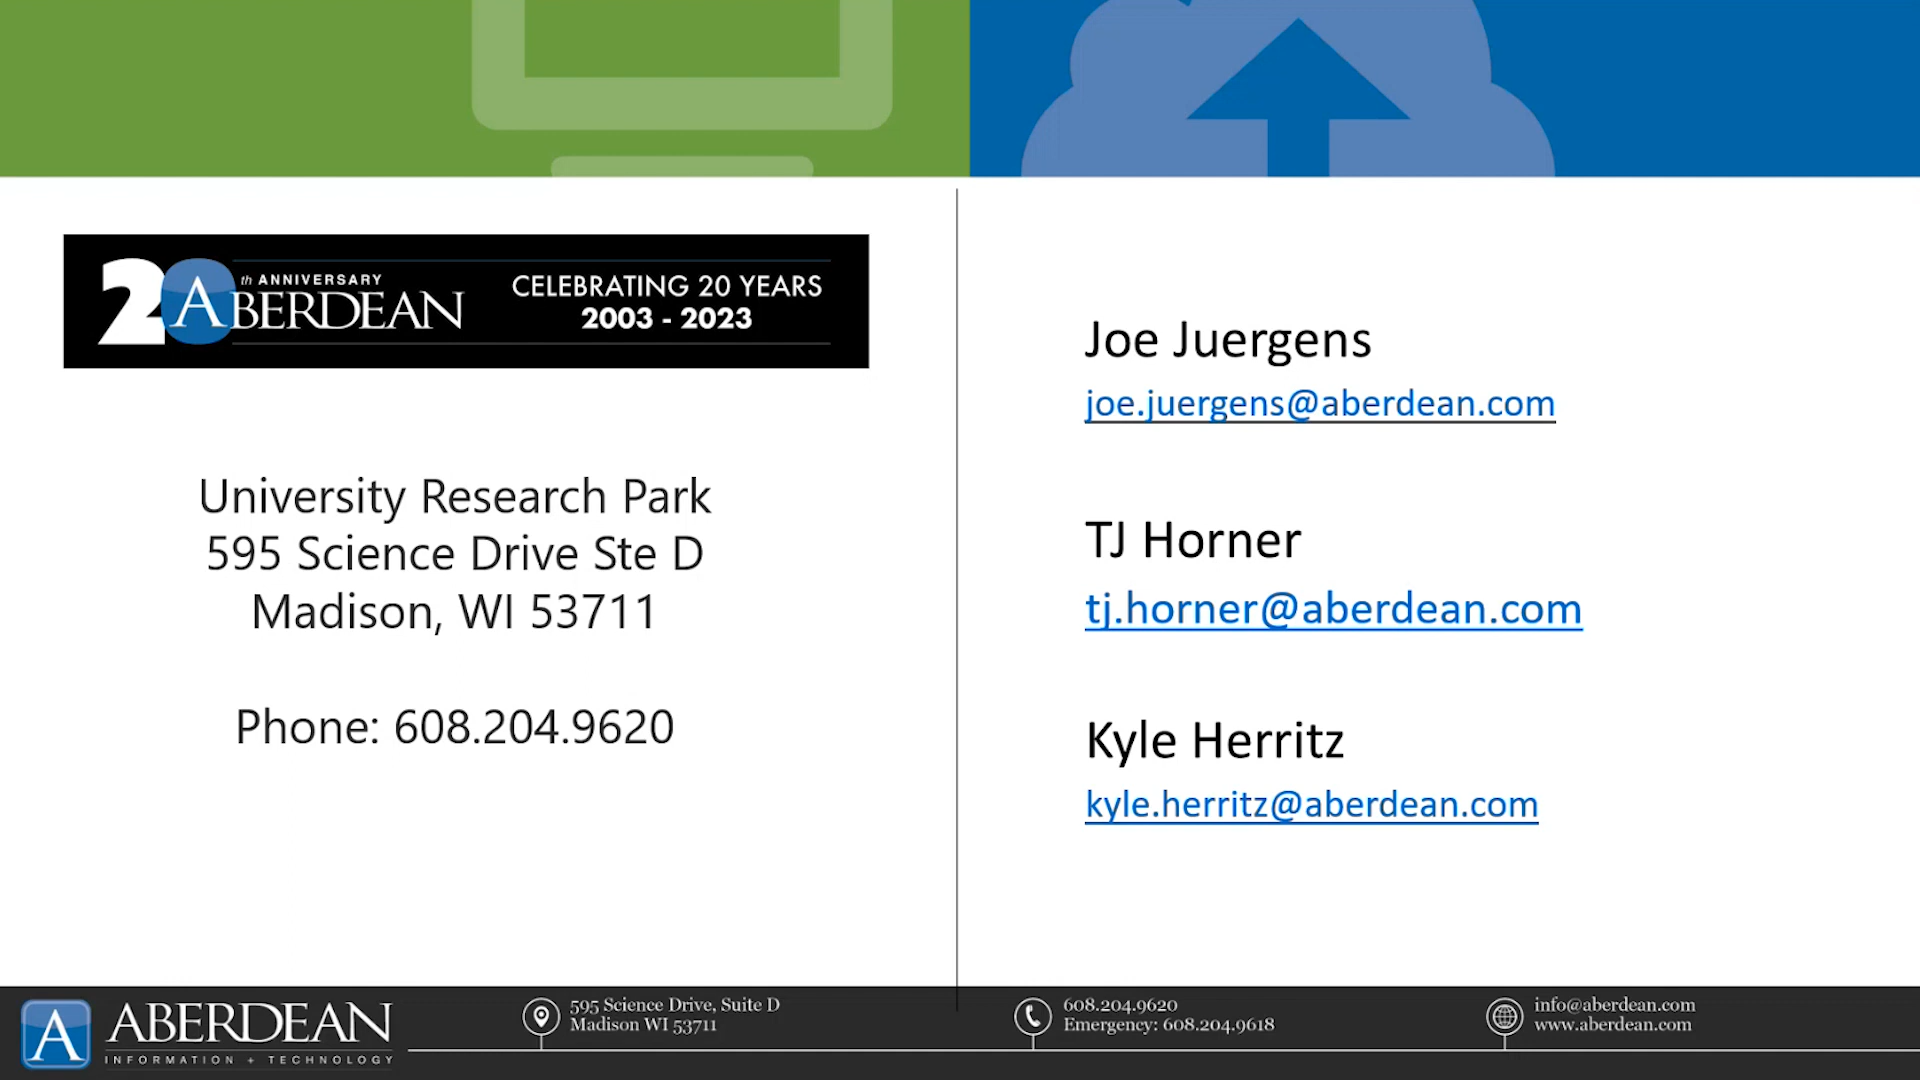 20th ANNIVERSARY
ABERDEAN
CELEBRATING 20 YEARS
2003 - 2023
University Research Park
595 Science Drive Ste D
Madison, WI 53711
Phone: 608.204.9620
Joe Juergens
joe.juergens@aberdean.com
TJ Horner
tj.horner@aberdean.com
Kyle Herritz
kyle.herritz@aberdean.com
A ABERDEAN
INFORMATION + TECHNOLOGY
595 Science Drive, Suite D
Madison WI 53711
608.204.9620
Emergency: 608.204.9618
info@aberdean.com
www.aberdean.com